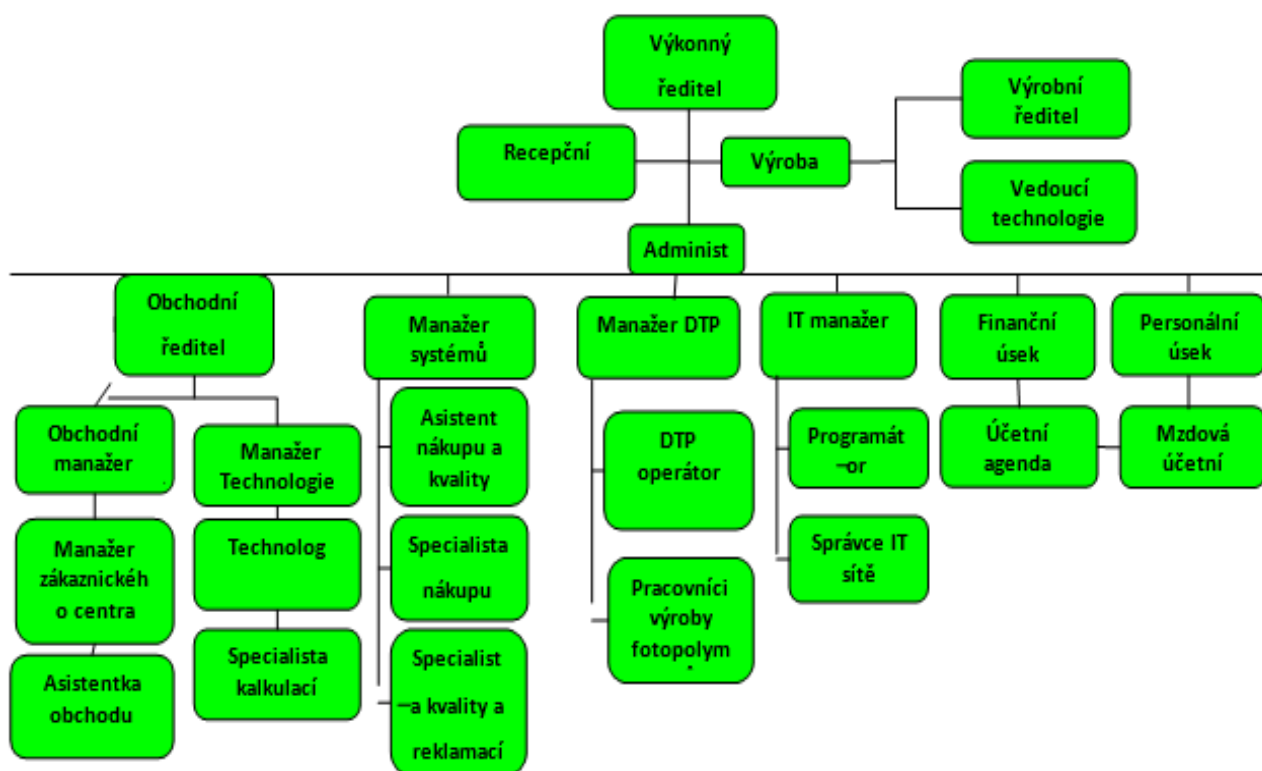 Výkonný
ředitel
Výrobní
ředitel
Recepční
Výroba
Vedoucí
technologie
Administ
Obchodní
ředitel
Manažer
systémů
Manažer DTP
IT manažer
Finanční
úsek
Personální
úsek
Obchodní
manažer
Manažer
Technologie
Asistent
nákupu a
kvality
DTP
operátor
Programát
–or
Účetní
agenda
Mzdová
účetní
Manažer
zákaznickéh
o centra
Technolog
Specialista
nákupu
Správce IT
sítě
Pracovníci
výroby
fotopolym
Asistentka
obchodu
Specialista
kalkulací
Specialist
–a kvality a
reklamací